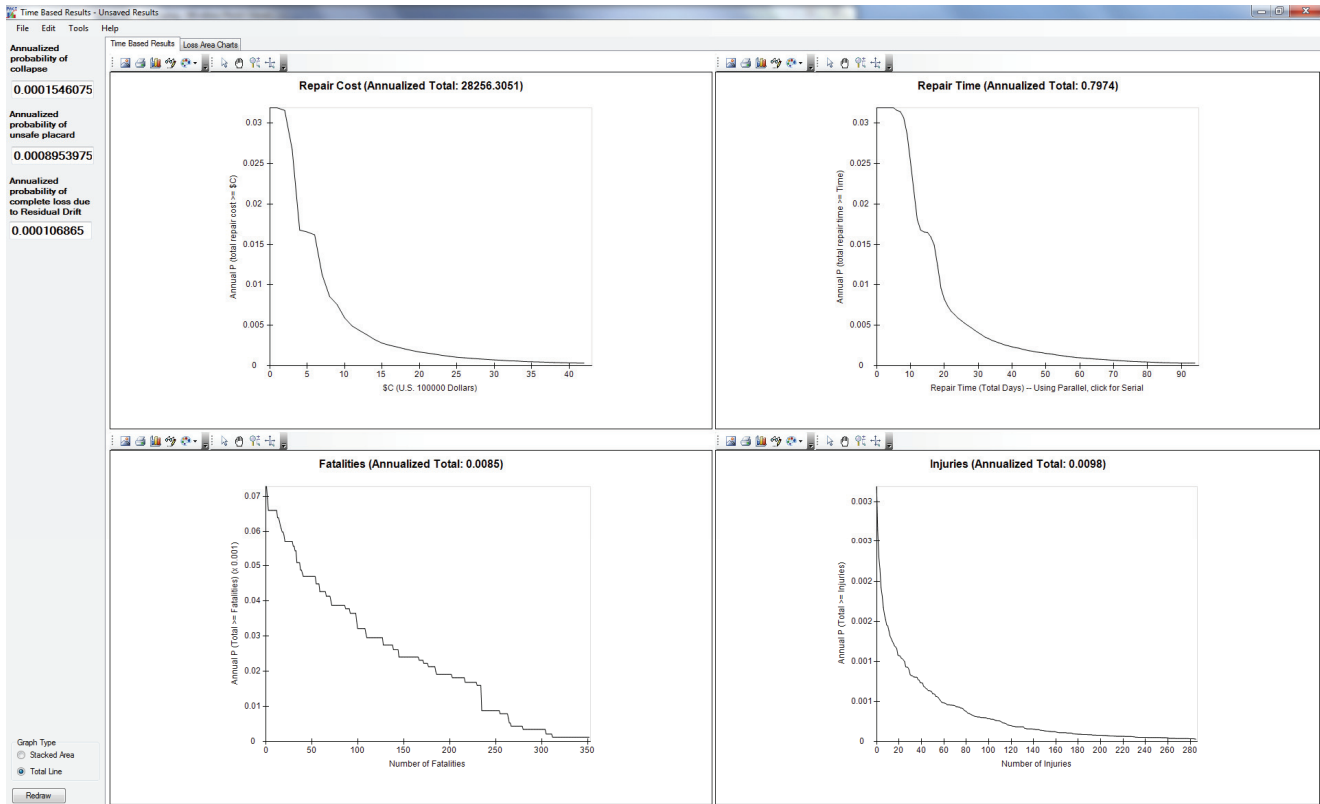 Time Based Results - Unsaved Results
File Edit Tools Help
Annualized
probability of
collapse
0.0001546075
Annualized
probability of
unsafe placard
0.0008953975
Annualized
probability of
complete loss due
to Residual Drift
0.000106865
Graph Type
Stacked Area
Total Line
Redraw
Time Based Results Loss Area Charts
Repair Cost (Annualized Total: 28256.3051)
Annual P (total repair cost >= $C)
0.03
0.025
0.02
0.015
0.01
0.005
0
0 5 10 15 20 25 30 35 40
$C (U.S. 100000 Dollars)
Repair Time (Annualized Total: 0.7974)
Annual P (total repair time >= Time)
0.03
0.025
0.02
0.015
0.01
0.005
0
0 10 20 30 40 50 60 70 80 90
Repair Time (Total Days) -- Using Parallel, click for Serial
Fatalities (Annualized Total: 0.0085)
Annual P (Total >= Fatalities) (x 0.001)
0.07
0.06
0.05
0.04
0.03
0.02
0.01
0
0 50 100 150 200 250 300 350
Number of Fatalities
Injuries (Annualized Total: 0.0098)
Annual P (Total >= Injuries)
0.003
0.003
0.002
0.002
0.001
0.001
0
0 20 40 60 80 100 120 140 160 180 200 220 240 260 280
Number of Injuries